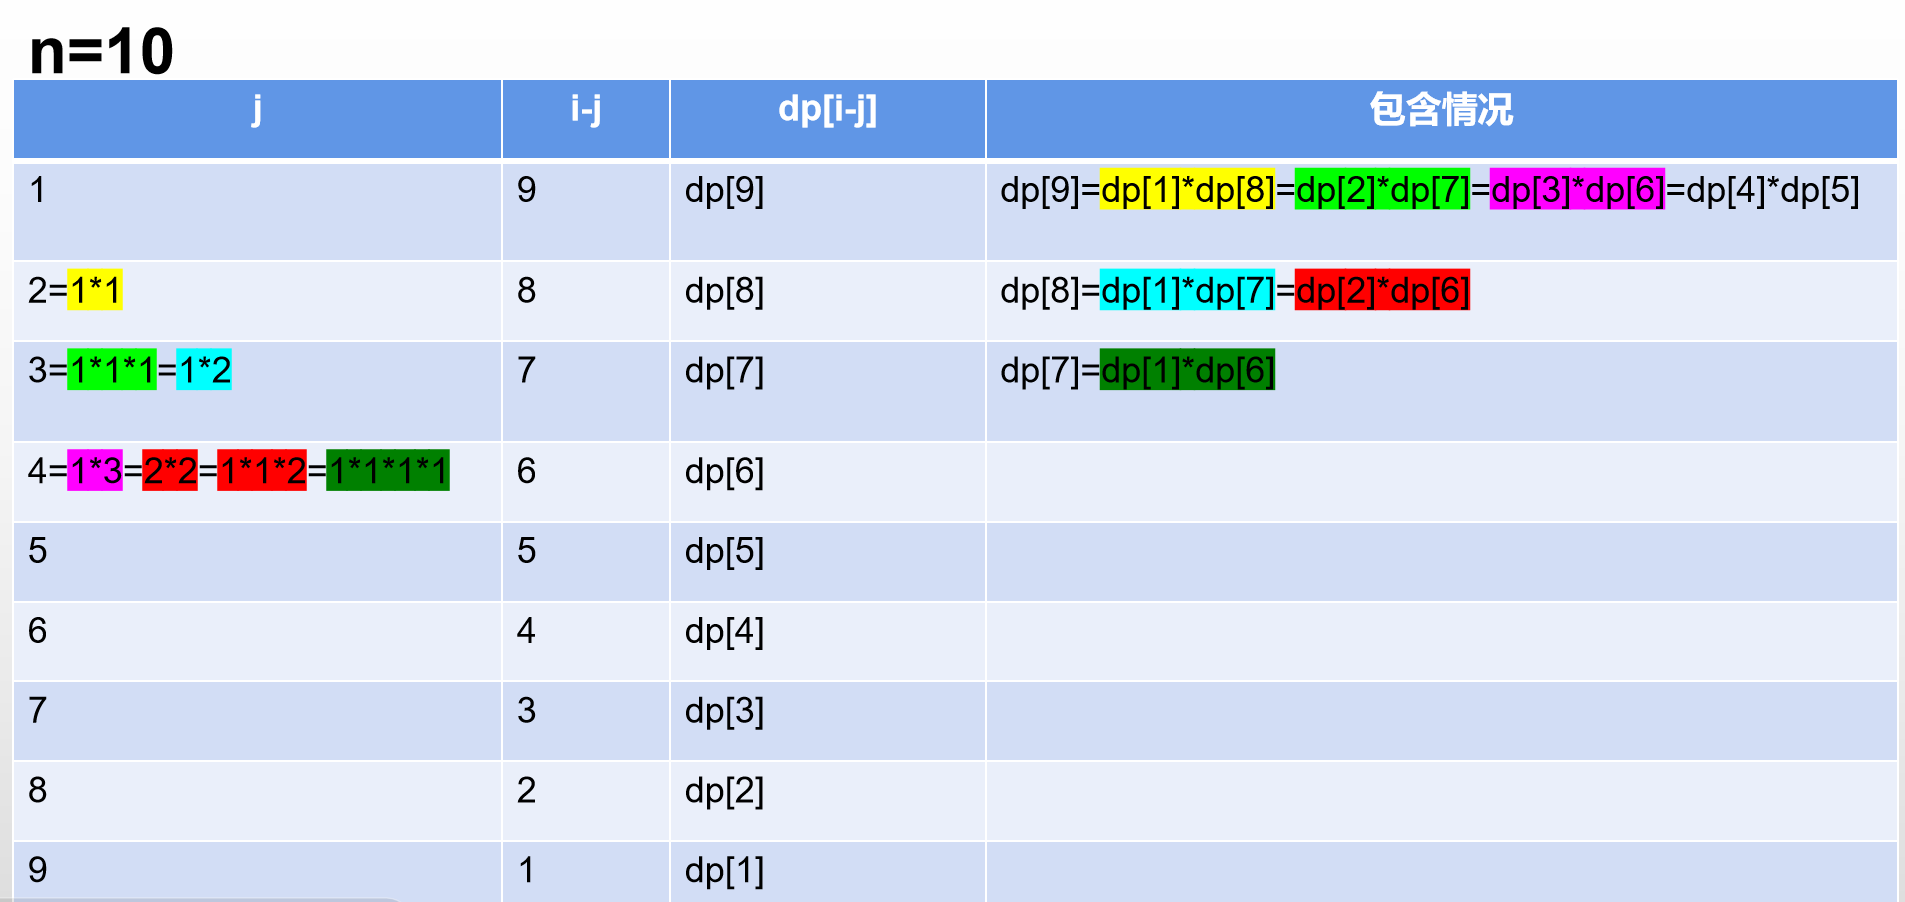 n=10
j i-j dp[i-j] 包含情况
1 9 dp[9] dp[9]=dp[1]*dp[8]=dp[2]*dp[7]=dp[3]*dp[6]=dp[4]*dp[5]
2=1*1 8 dp[8] dp[8]=dp[1]*dp[7]=dp[2]*dp[6]
3=1*1*1=1*2 7 dp[7] dp[7]=dp[1]*dp[6]
4=1*3=2*2=1*1*2=1*1*1*1 6 dp[6]
5 5 dp[5]
6 4 dp[4]
7 3 dp[3]
8 2 dp[2]
9 1 dp[1]